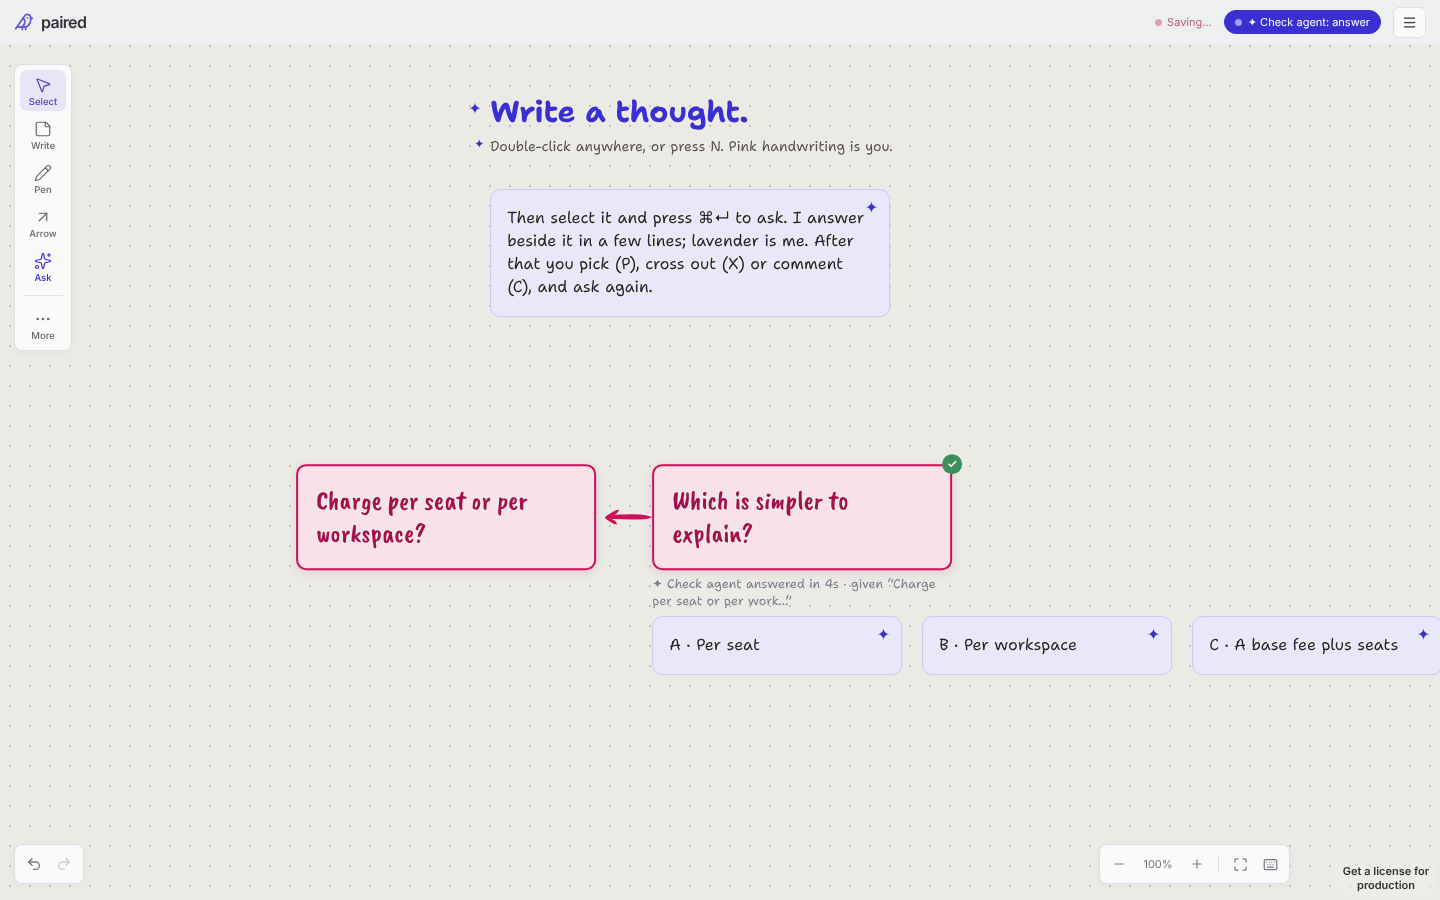 paired
Saving...
✦ Check agent: answer
Select
Write
Pen
Arrow
Ask
More
✦ Write a thought.
✦ Double-click anywhere, or press N. Pink handwriting is you.
Then select it and press ⌘↵ to ask. I answer
beside it in a few lines; lavender is me. After
that you pick (P), cross out (X) or comment
(C), and ask again.
Charge per seat or per
workspace?
Which is simpler to
explain?
✦ Check agent answered in 4s · given “Charge
per seat or per work…”
A · Per seat
B · Per workspace
C · A base fee plus seats
100%
Get a license for
production